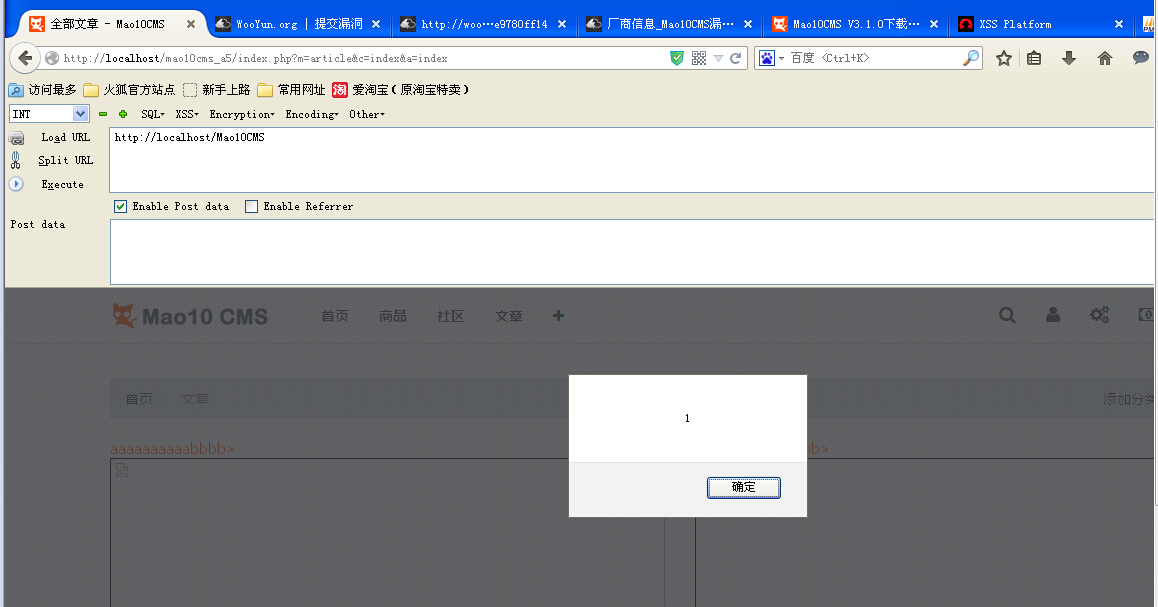 全部文章 - Mao10CMS
WooYun.org | 提交漏洞
http://woo···e9780ff14
厂商信息_Mao10CMS漏···
Mao10CMS V3.1.0下载···
XSS Platform
http://localhost/mao10cms_a5/index.php?m=article&c=index&a=index
百度 <Ctrl+K>
访问最多 火狐官方站点 新手上路 常用网址 淘 爱淘宝（原淘宝特卖）
INT SQL XSS Encryption Encoding Other
Load URL
http://localhost/Mao10CMS
Split URL
Execute
Enable Post data Enable Referrer
Post data
Mao10 CMS 首页 商品 社区 文章
首页 文章 添加分类
aaaaaaaaaabbbb>
b>
1
确定